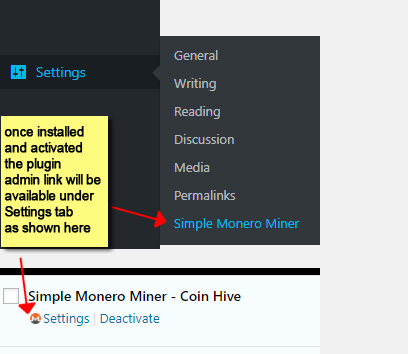 Settings
General
Writing
Reading
Discussion
Media
Permalinks
Simple Monero Miner
once installed
and activated
the plugin
admin link will be
available under
Settings tab
as shown here
Simple Monero Miner - Coin Hive
Settings | Deactivate